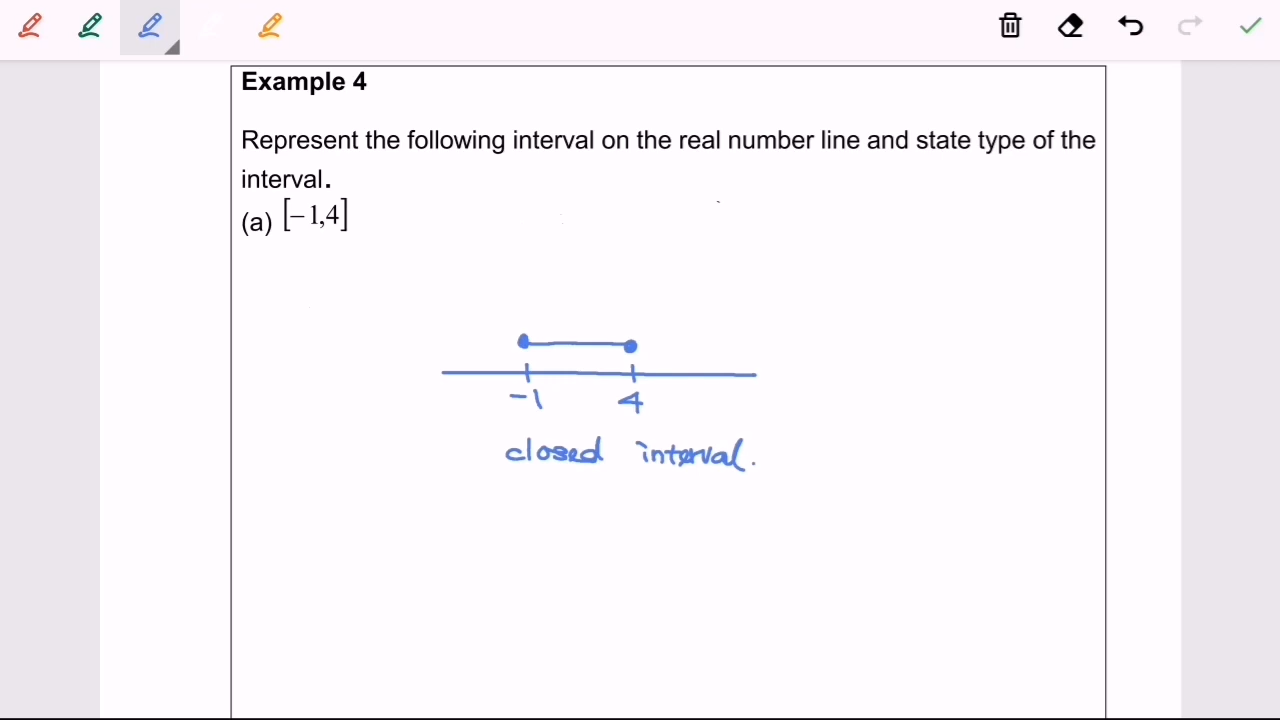 Example 4
Represent the following interval on the real number line and state type of the
interval.
(a) [−1,4]
−1 4
closed interval.